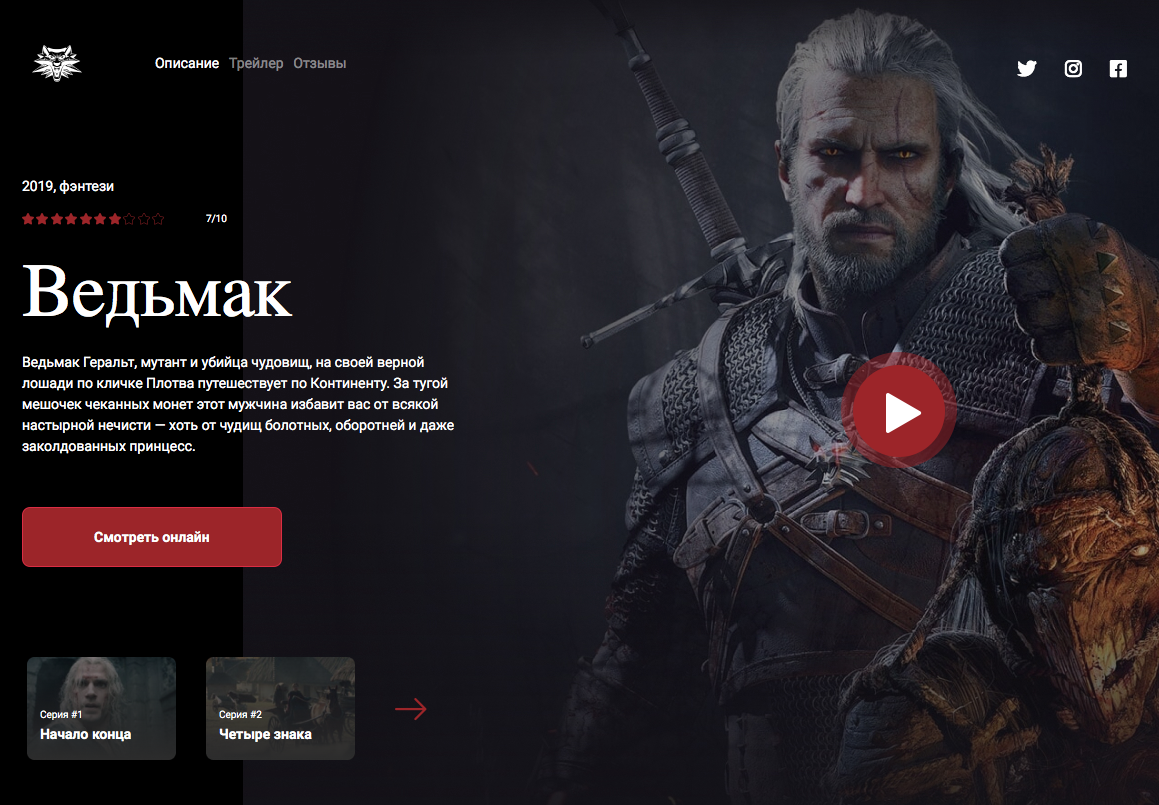 Описание Трейлер Отзывы
2019, фэнтези
7/10
Ведьмак
Ведьмак Геральт, мутант и убийца чудовищ, на своей верной
лошади по кличке Плотва путешествует по Континенту. За тугой
мешочек чеканных монет этот мужчина избавит вас от всякой
настырной нечисти — хоть от чудищ болотных, оборотней и даже
заколдованных принцесс.
Смотреть онлайн
Серия #1
Начало конца
Серия #2
Четыре знака